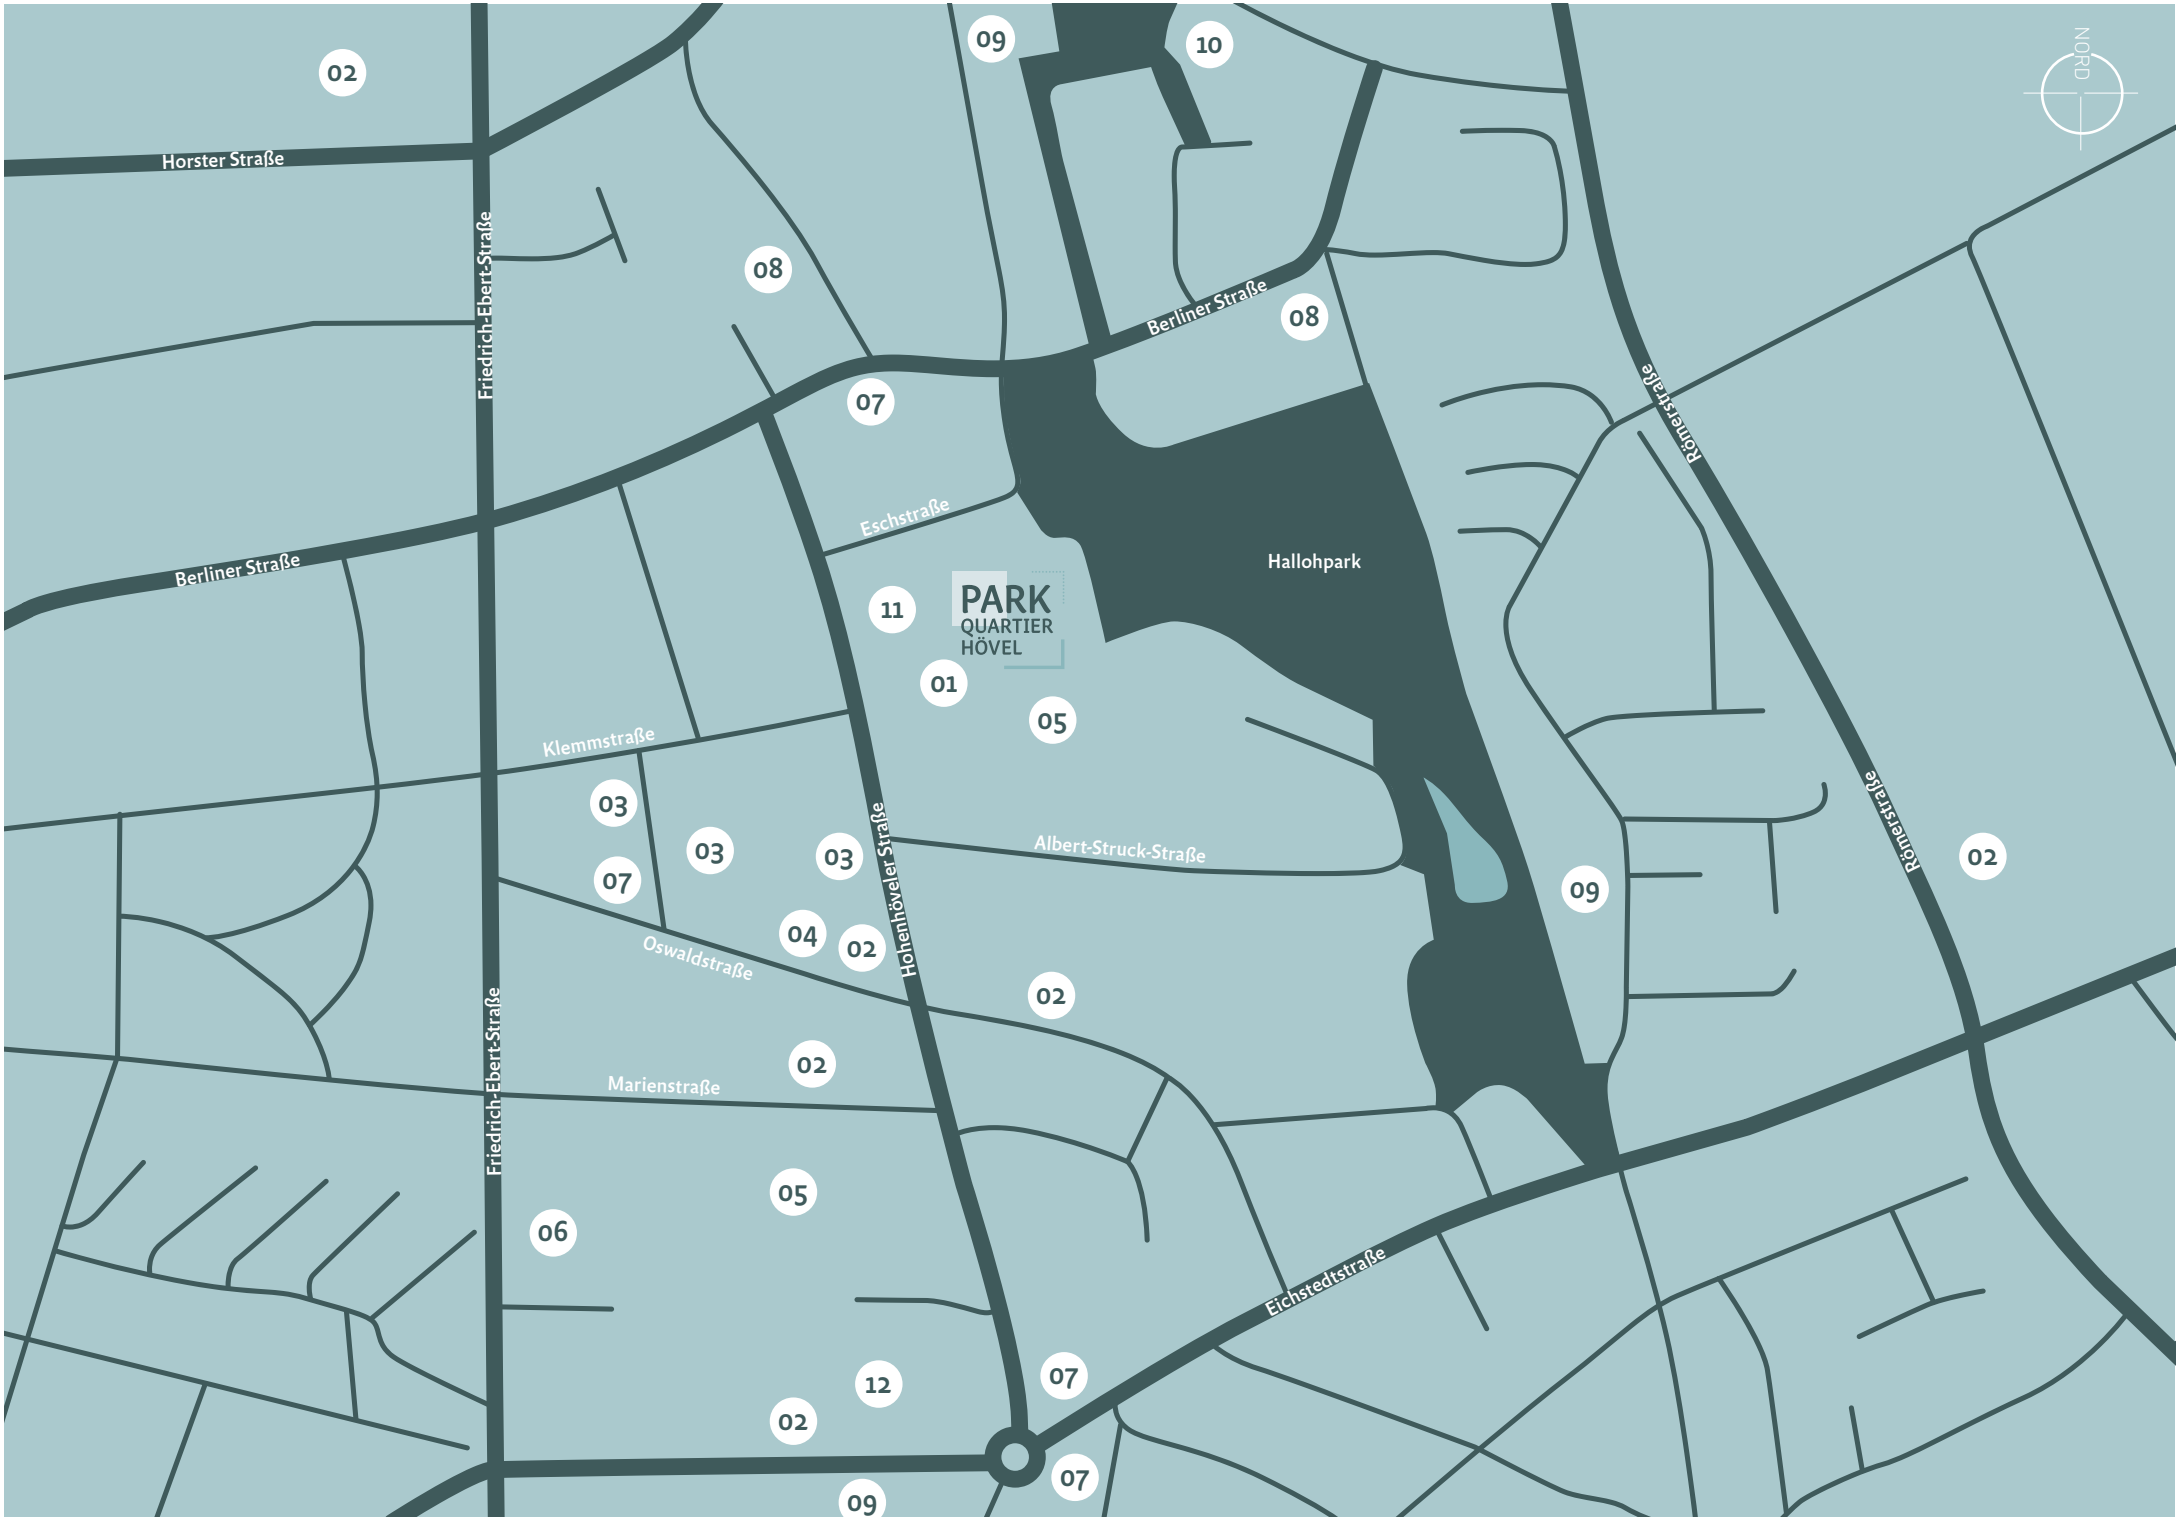 09
10
NORD
02
Horster Straße
Friedrich-Ebert-Straße
08
Berliner Straße
08
07
Römerstraße
Eschstraße
Berliner Straße
Hallohpark
11
PARK
QUARTIER
HÖVEL
01
05
Klemmstraße
03
03
03
Hohenhöveler Straße
Albert-Struck-Straße
Römerstraße
02
07
09
04
02
Oswaldstraße
02
Friedrich-Ebert-Straße
02
Marienstraße
05
06
Eichstedtstraße
07
12
02
07
09